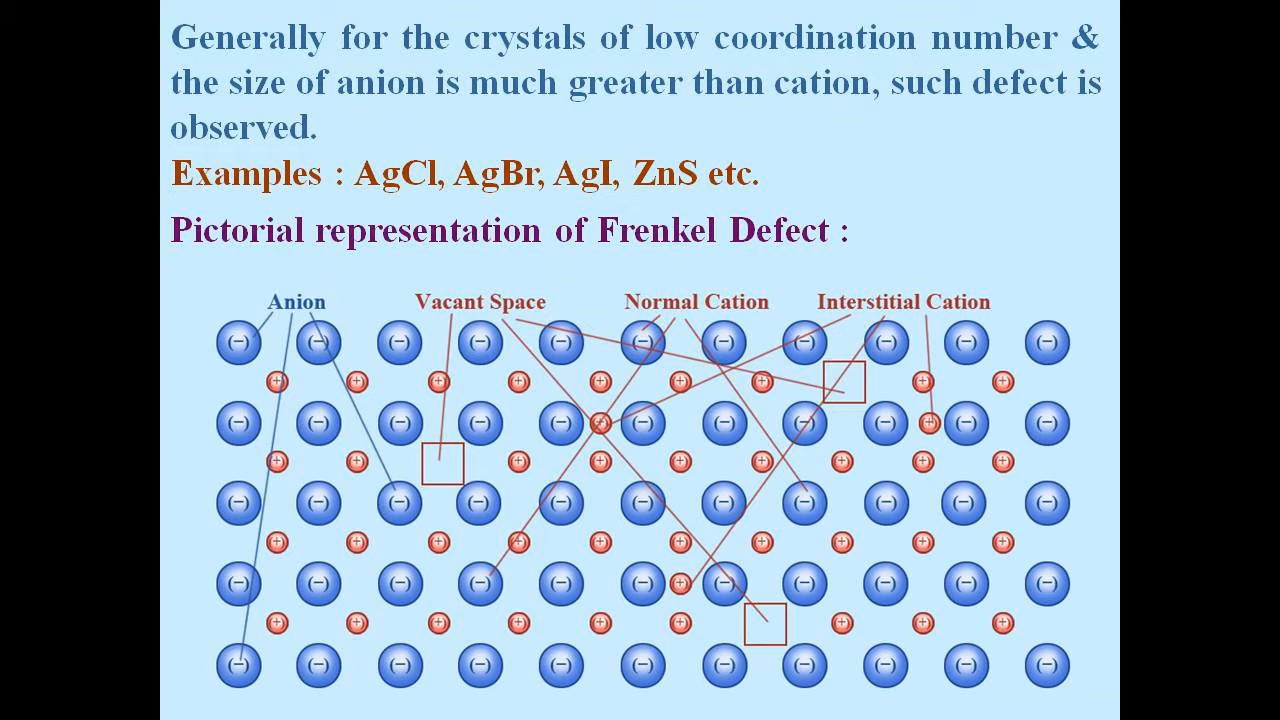 Generally for the crystals of low coordination number &
the size of anion is much greater than cation, such defect is
observed.
Examples : AgCl, AgBr, AgI, ZnS etc.
Pictorial representation of Frenkel Defect :
Anion Vacant Space Normal Cation Interstitial Cation
(−) (−) (−) (−) (−) (−) (−) (−) (−) (−) (−)
+ + + + + + + + +
(−) (−) (−) (−) (−) + (−) (−) (−) (−) + (−) (−)
+ + + + + + + + +
(−) (−) (−) (−) (−) (−) (−) (−) (−) (−) (−)
+ + + + + + + + + +
(−) (−) (−) (−) (−) (−) + (−) (−) (−) (−) (−)
+ + + + + + + + +
(−) (−) (−) (−) (−) (−) (−) (−) (−) (−) (−)